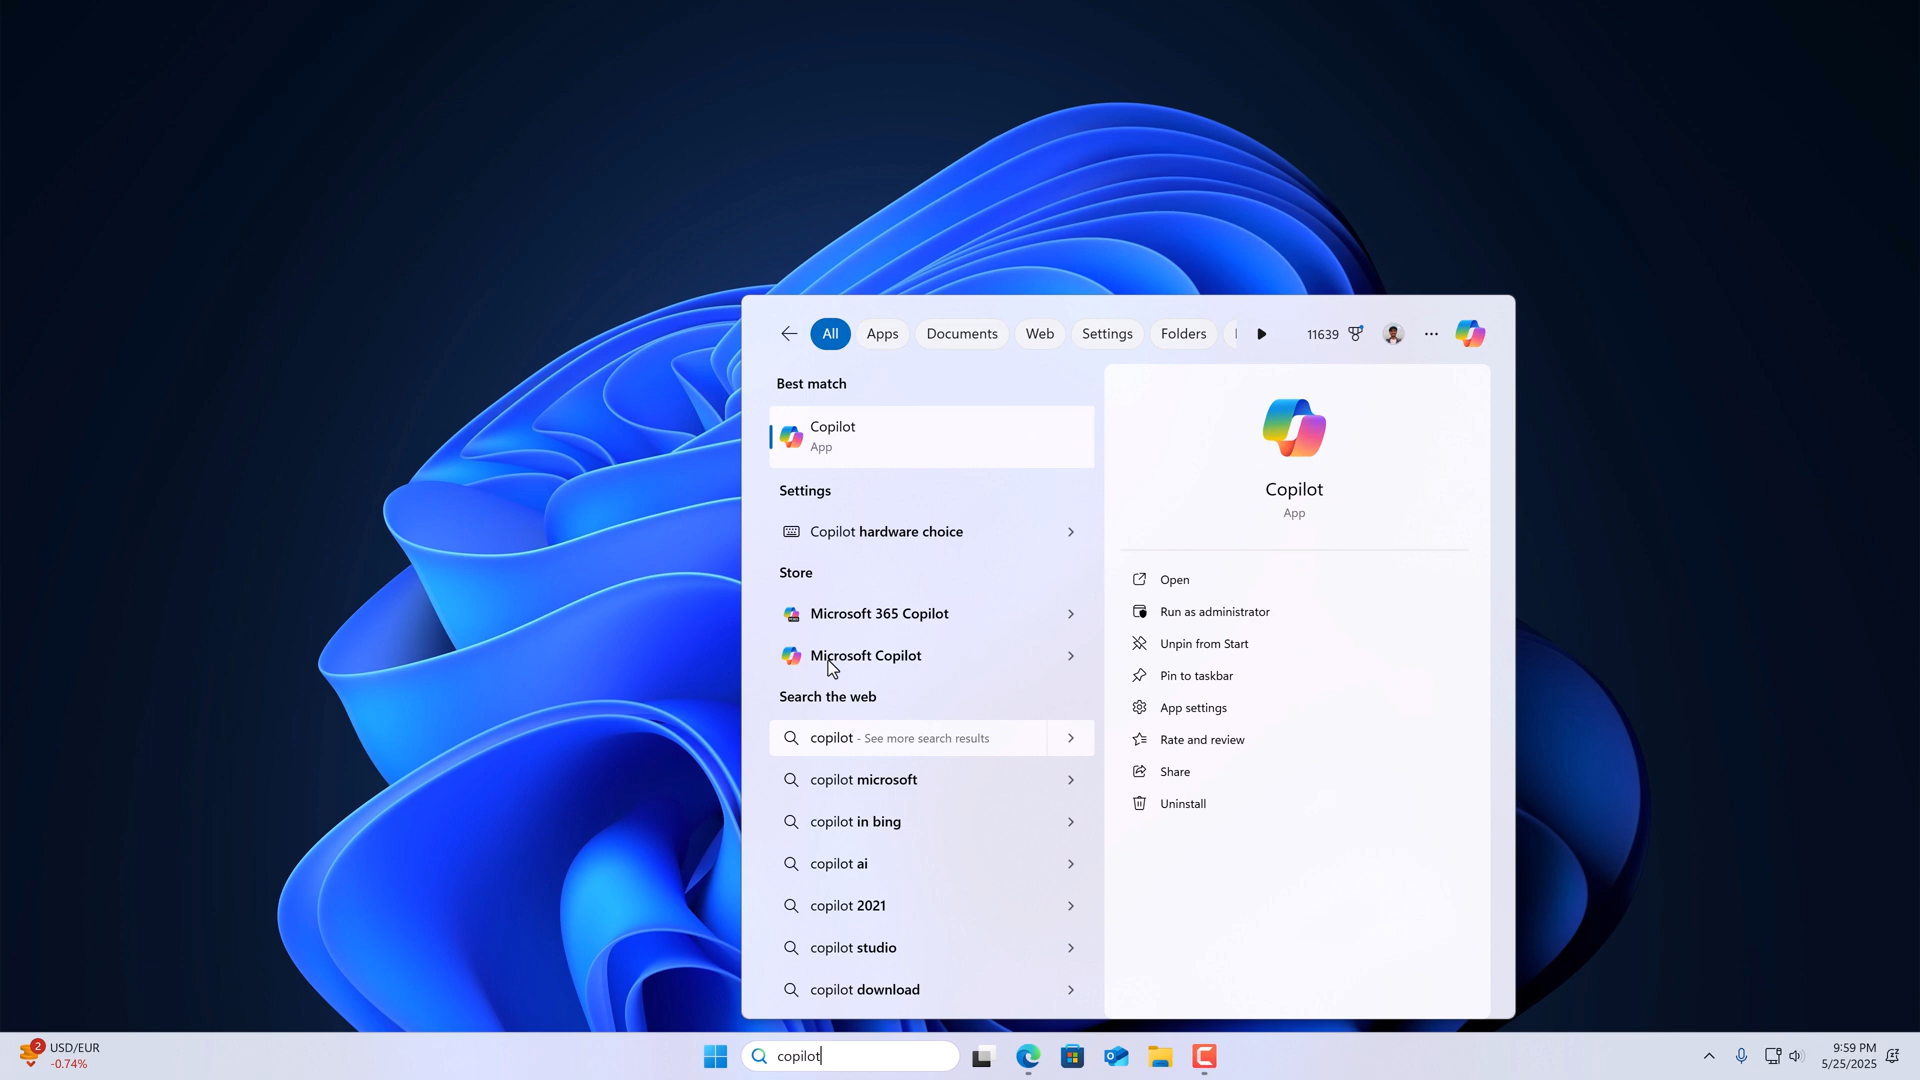 All
Apps
Documents
Web
Settings
Folders
11639
Best match
Copilot
App
Settings
Copilot hardware choice
Store
Microsoft 365 Copilot
Microsoft Copilot
Search the web
copilot - See more search results
copilot microsoft
copilot in bing
copilot ai
copilot 2021
copilot studio
copilot download
Copilot
App
Open
Run as administrator
Unpin from Start
Pin to taskbar
App settings
Rate and review
Share
Uninstall
2
USD/EUR
-0.74%
copilot
9:59 PM
5/25/2025